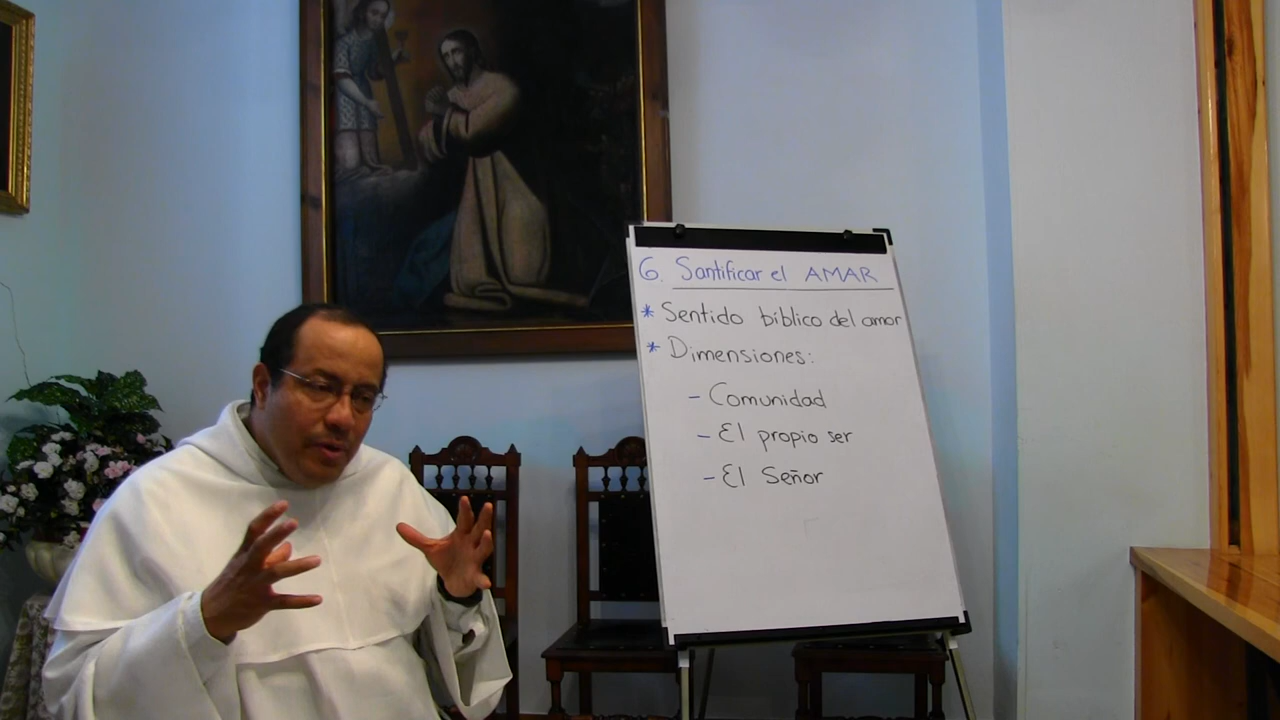 6. Santificar el AMAR
* Sentido bíblico del amor
* Dimensiones:
- Comunidad
- El propio ser
- El Señor